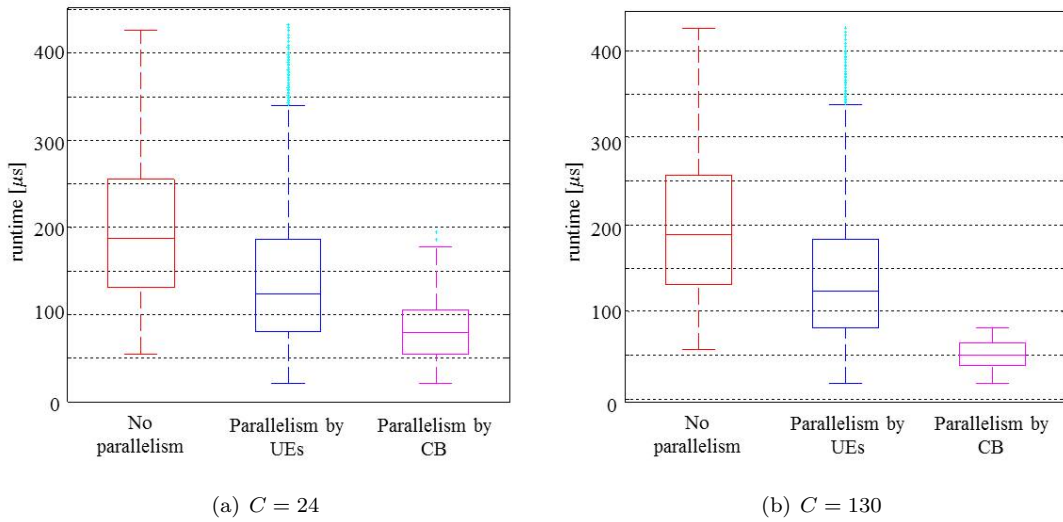 400
300
200
100
0
runtime [µs]
No
parallelism
Parallelism by
UEs
Parallelism by
CB
(a) C = 24
400
300
200
100
0
runtime [µs]
No
parallelism
Parallelism by
UEs
Parallelism by
CB
(b) C = 130